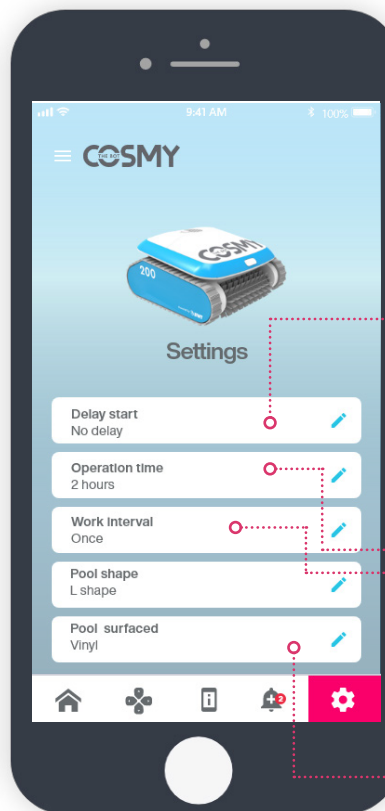 9:41 AM
100%
COSMY
THE BOT
COSMY
200
Settings
Delay start
No delay
Operation time
2 hours
Work interval
Once
Pool shape
L shape
Pool surfaced
Vinyl